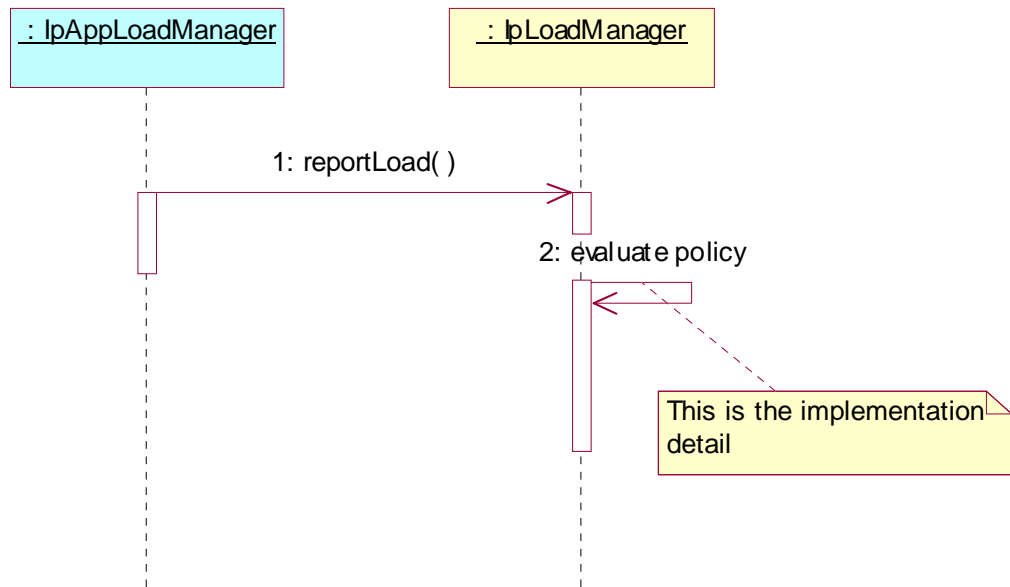 : IpAppLoadManager
: IpLoadManager
1: reportLoad( )
2: evaluate policy
This is the implementation
detail